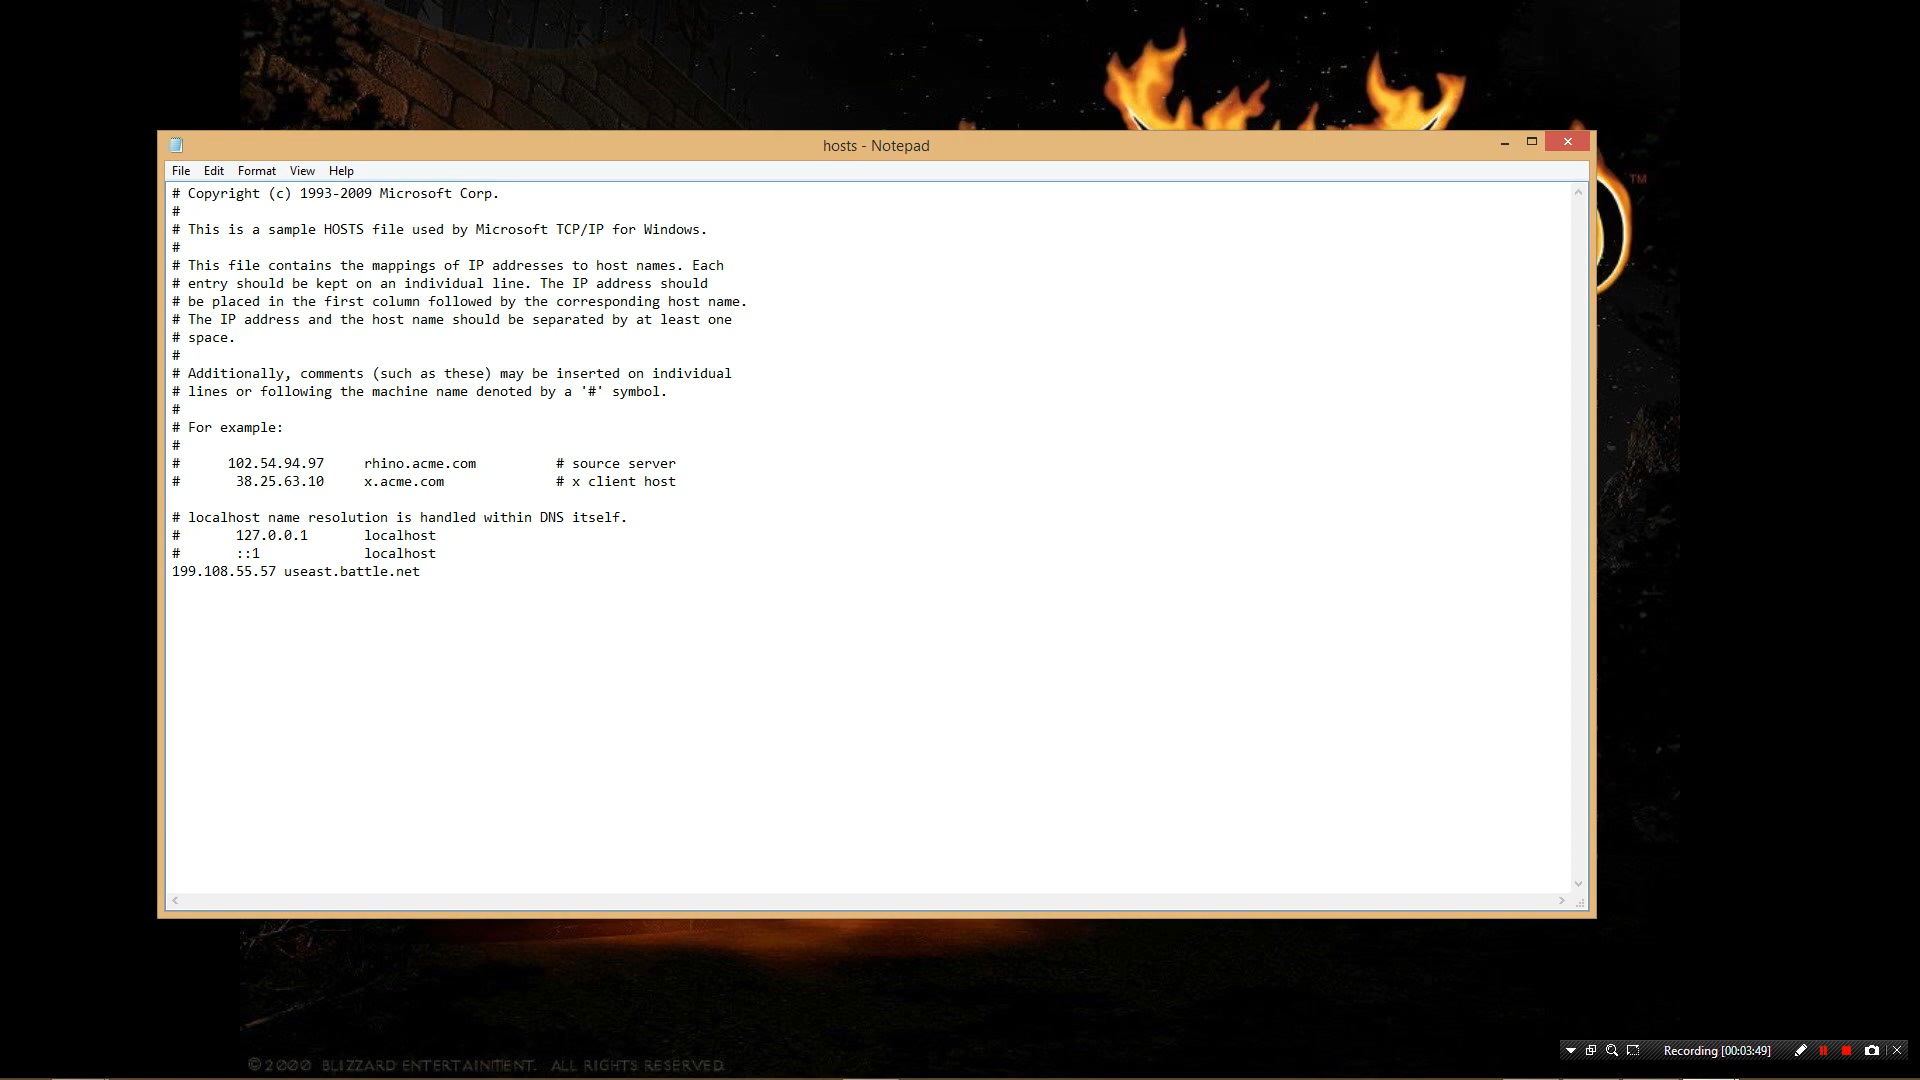 hosts - Notepad
File Edit Format View Help
# Copyright (c) 1993-2009 Microsoft Corp.
#
# This is a sample HOSTS file used by Microsoft TCP/IP for Windows.
#
# This file contains the mappings of IP addresses to host names. Each
# entry should be kept on an individual line. The IP address should
# be placed in the first column followed by the corresponding host name.
# The IP address and the host name should be separated by at least one
# space.
#
# Additionally, comments (such as these) may be inserted on individual
# lines or following the machine name denoted by a '#' symbol.
#
# For example:
#
#      102.54.94.97     rhino.acme.com          # source server
#       38.25.63.10     x.acme.com              # x client host

# localhost name resolution is handled within DNS itself.
#       127.0.0.1       localhost
#       ::1             localhost
199.108.55.57 useast.battle.net
TM
Recording [00:03:49]
©2000 BLIZZARD ENTERTAINMENT. ALL RIGHTS RESERVED.